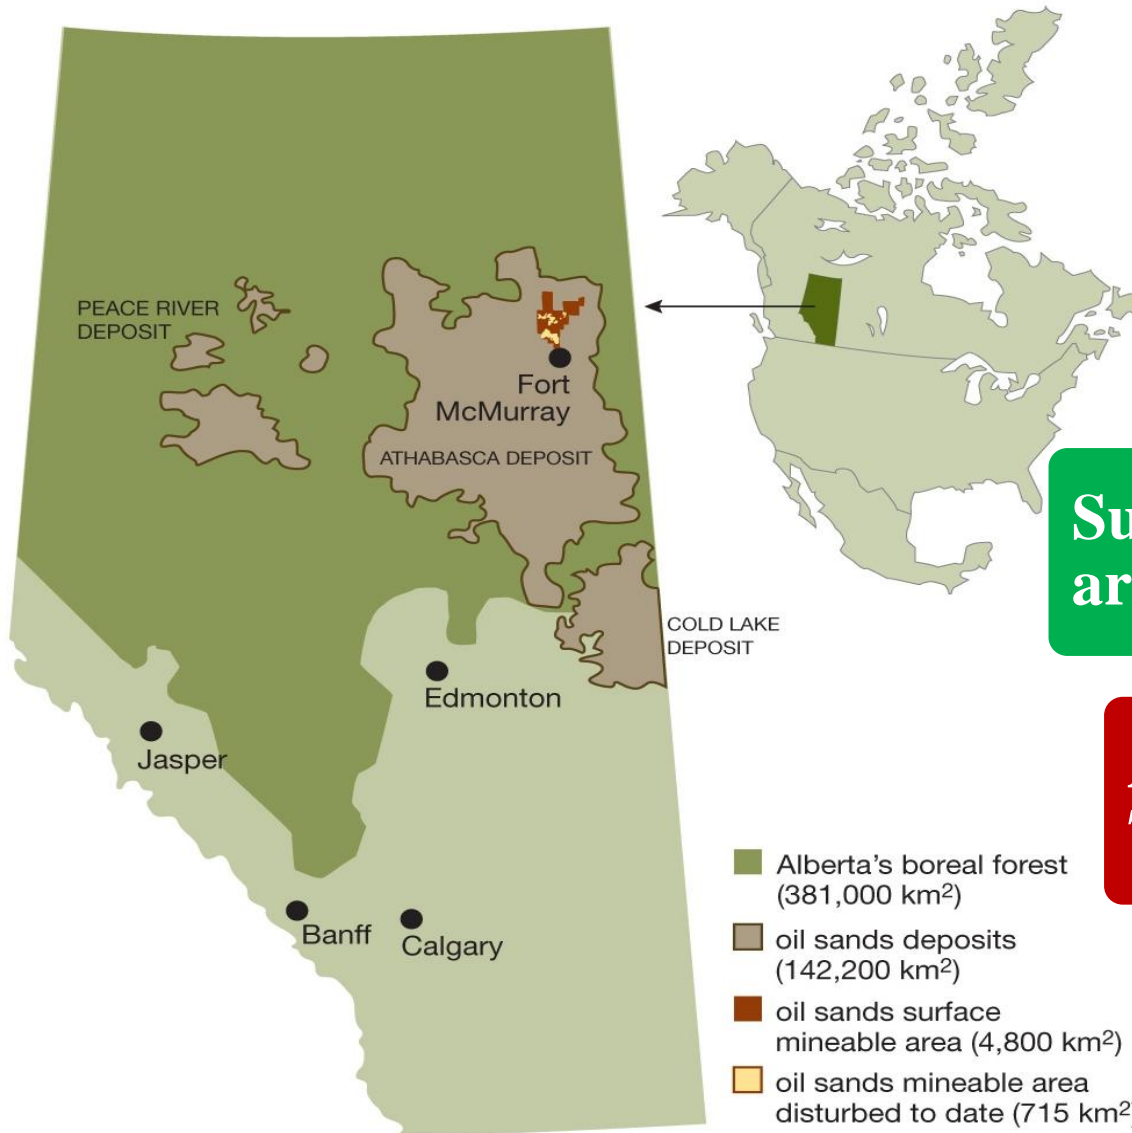 PEACE RIVER
DEPOSIT
Fort
McMurray
ATHABASCA DEPOSIT
COLD LAKE
DEPOSIT
Edmonton
Jasper
Banff
Calgary
Alberta's boreal forest
(381,000 km²)
oil sands deposits
(142,200 km²)
oil sands surface
mineable area (4,800 km²)
oil sands mineable area
disturbed to date (715 km²)